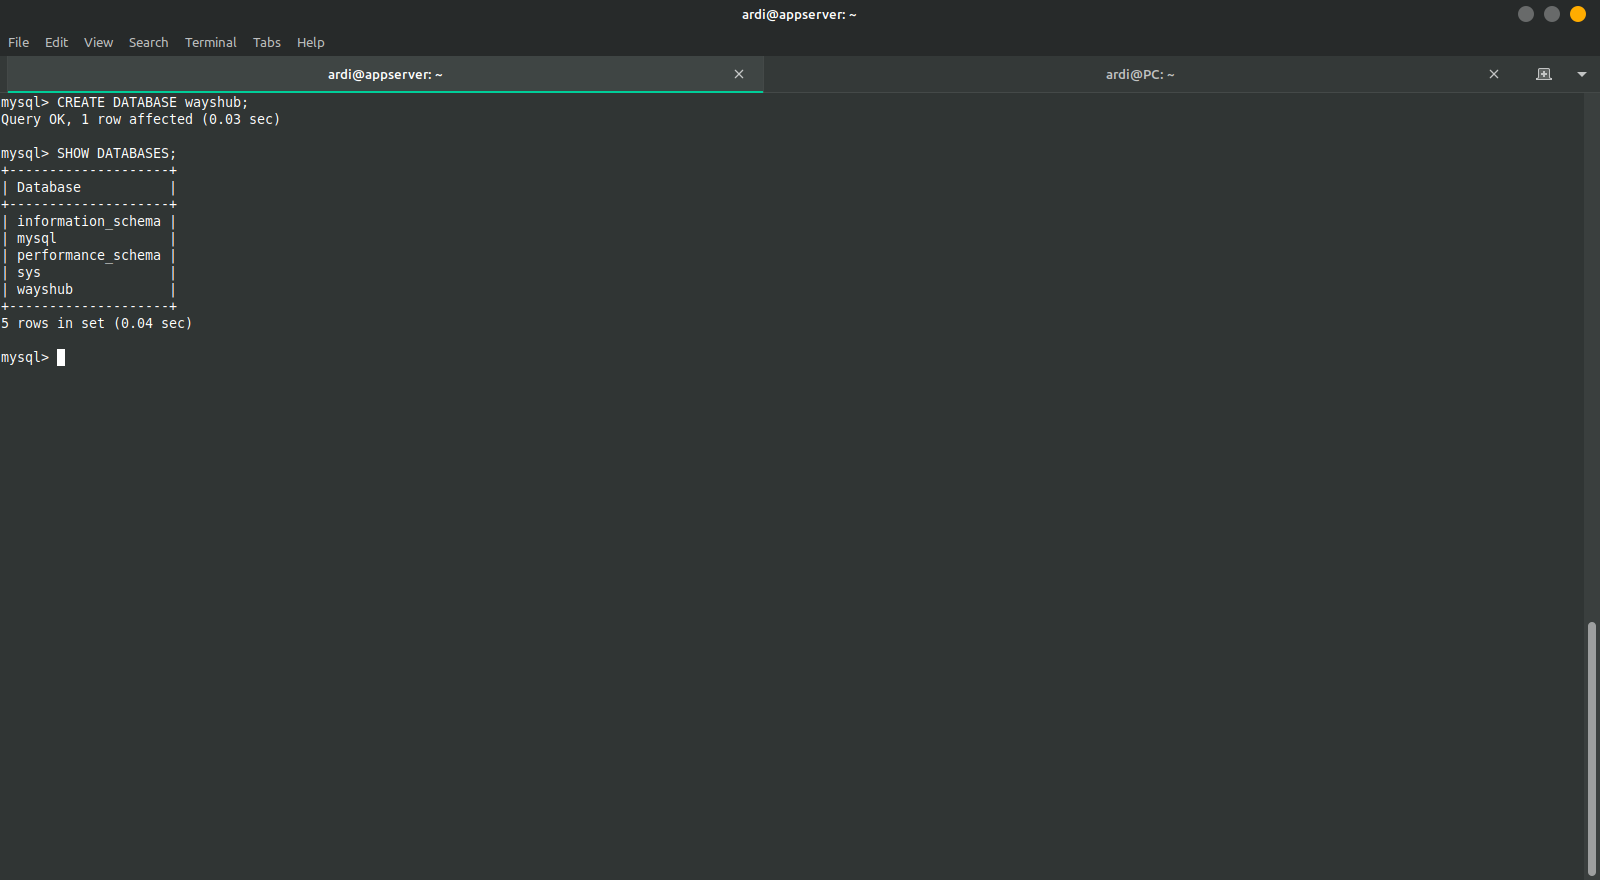 ardi@appserver: ~
File Edit View Search Terminal Tabs Help
ardi@appserver: ~ ardi@PC: ~
mysql> CREATE DATABASE wayshub;
Query OK, 1 row affected (0.03 sec)
mysql> SHOW DATABASES;
+--------------------+
| Database           |
+--------------------+
| information_schema |
| mysql              |
| performance_schema |
| sys                |
| wayshub            |
+--------------------+
5 rows in set (0.04 sec)
mysql>